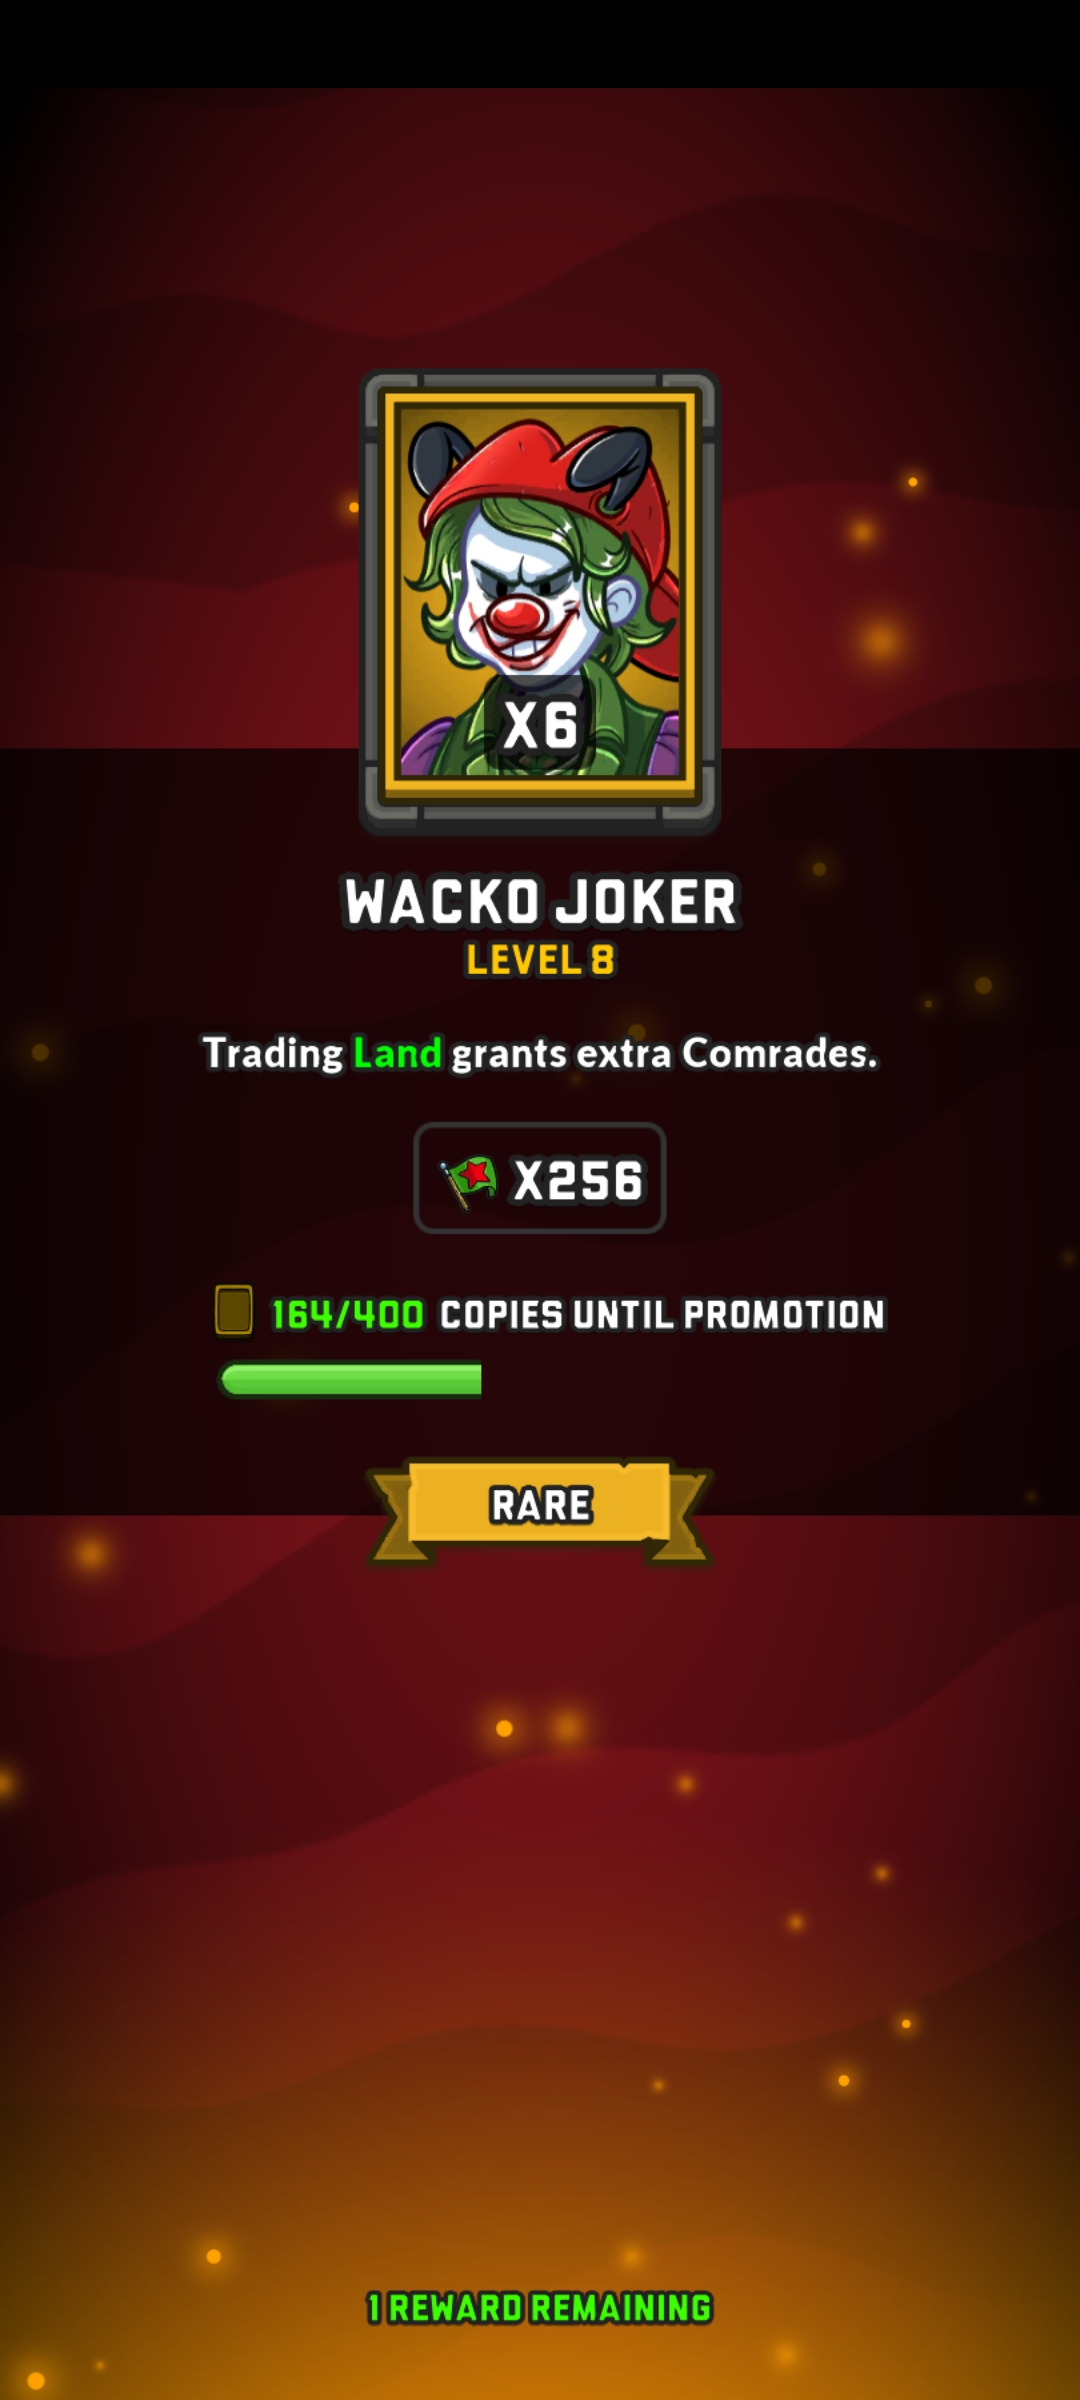 X6
WACKO JOKER
LEVEL 8
Trading Land grants extra Comrades.
X256
164/400 COPIES UNTIL PROMOTION
RARE
1 REWARD REMAINING